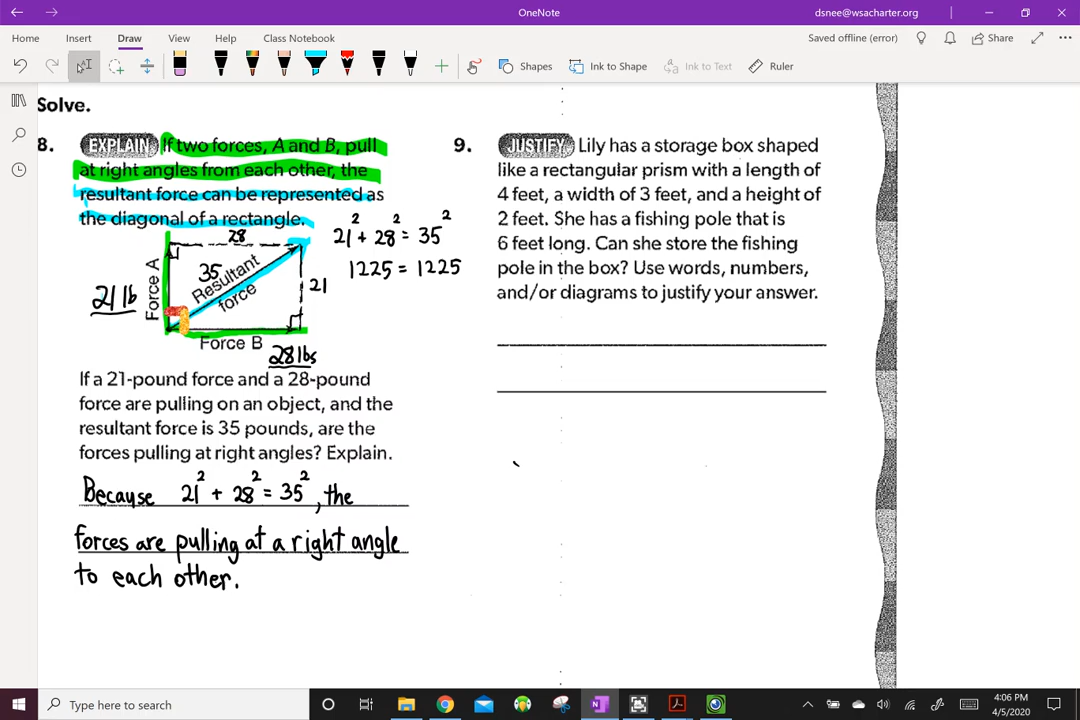 OneNote
dsnee@wsacharter.org
Home
Insert
Draw
View
Help
Class Notebook
Saved offline (error)
Share
Shapes
Ink to Shape
Ink to Text
Ruler
Solve.
8. EXPLAIN If two forces, A and B, pull
at right angles from each other, the
resultant force can be represented as
the diagonal of a rectangle.
28
21² + 28² = 35²
1225 = 1225
35
Resultant
force
21
Force A
21 lb
Force B
28 lbs
If a 21-pound force and a 28-pound
force are pulling on an object, and the
resultant force is 35 pounds, are the
forces pulling at right angles? Explain.
Because 21² + 28² = 35², the
forces are pulling at a right angle
to each other.
9. JUSTIFY Lily has a storage box shaped
like a rectangular prism with a length of
4 feet, a width of 3 feet, and a height of
2 feet. She has a fishing pole that is
6 feet long. Can she store the fishing
pole in the box? Use words, numbers,
and/or diagrams to justify your answer.
Type here to search
4:06 PM
4/5/2020